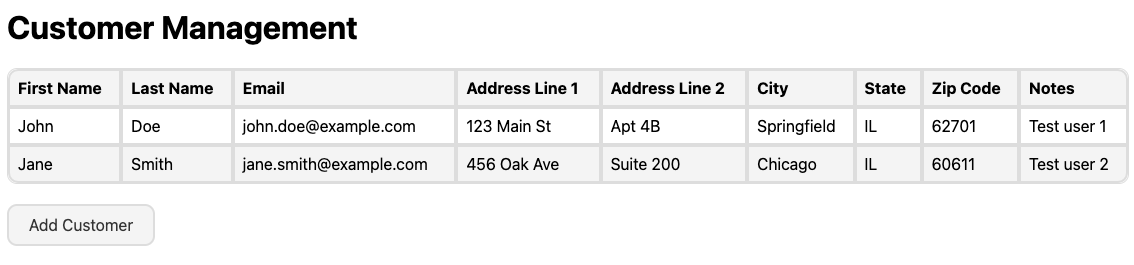 Customer Management
First Name Last Name Email Address Line 1 Address Line 2 City State Zip Code Notes
John Doe john.doe@example.com 123 Main St Apt 4B Springfield IL 62701 Test user 1
Jane Smith jane.smith@example.com 456 Oak Ave Suite 200 Chicago IL 60611 Test user 2
Add Customer